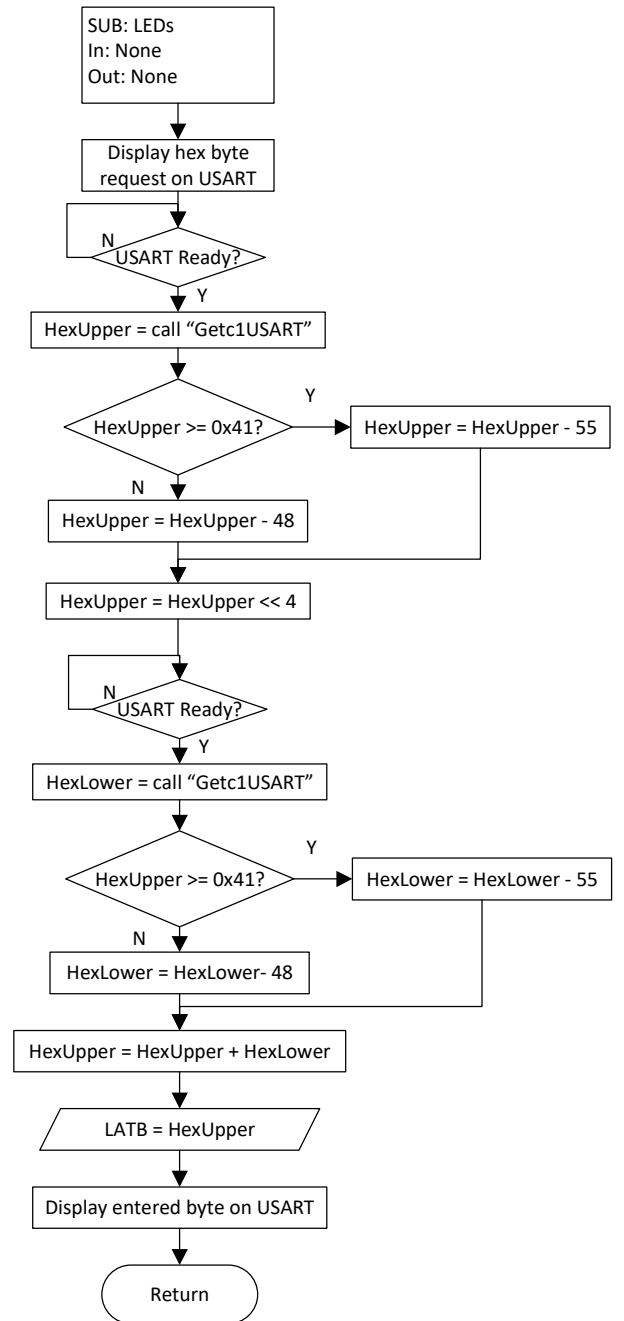 SUB: LEDs
In: None
Out: None
Display hex byte
request on USART
N
USART Ready?
Y
HexUpper = call “Getc1USART”
Y
HexUpper >= 0x41?
HexUpper = HexUpper - 55
N
HexUpper = HexUpper - 48
HexUpper = HexUpper << 4
N
USART Ready?
Y
HexLower = call “Getc1USART”
Y
HexUpper >= 0x41?
HexLower = HexLower - 55
N
HexLower = HexLower- 48
HexUpper = HexUpper + HexLower
LATB = HexUpper
Display entered byte on USART
Return